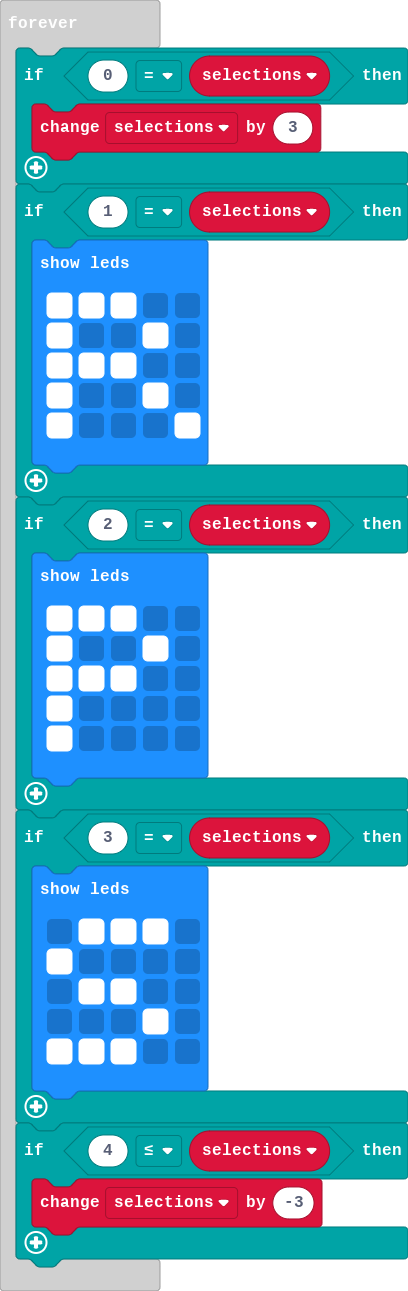 forever
if 0 = selections then
change selections by 3
if 1 = selections then
show leds
if 2 = selections then
show leds
if 3 = selections then
show leds
if 4 ≤ selections then
change selections by -3